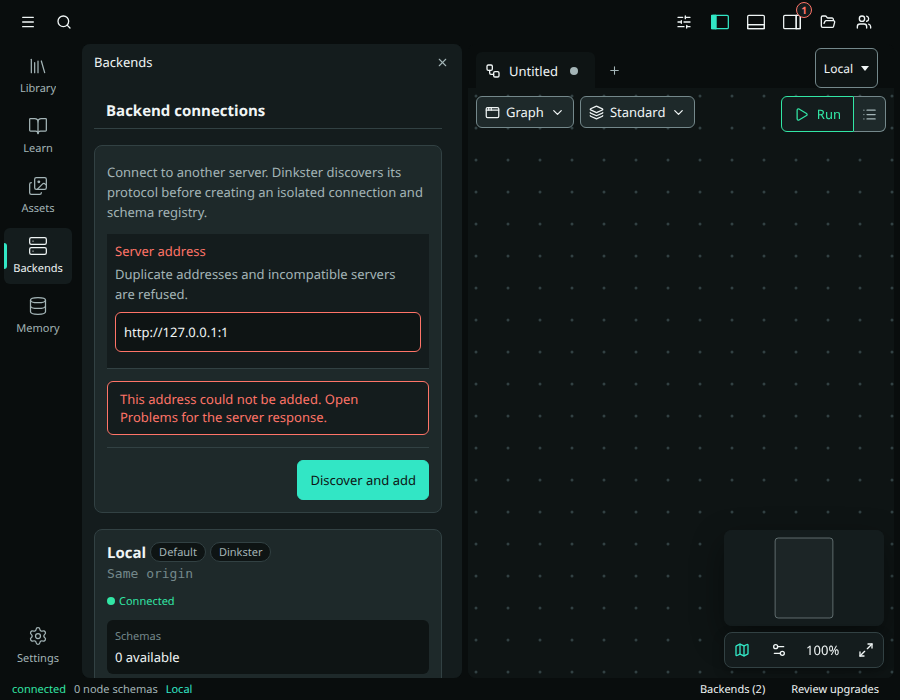 1
Library
Learn
Assets
Backends
Memory
Settings
Backends
Backend connections
Connect to another server. Dinkster discovers its
protocol before creating an isolated connection and
schema registry.
Server address
Duplicate addresses and incompatible servers
are refused.
http://127.0.0.1:1
This address could not be added. Open
Problems for the server response.
Discover and add
Local Default Dinkster
Same origin
Connected
Schemas
0 available
Untitled
Local
Graph
Standard
Run
100%
connected 0 node schemas Local
Backends (2) Review upgrades